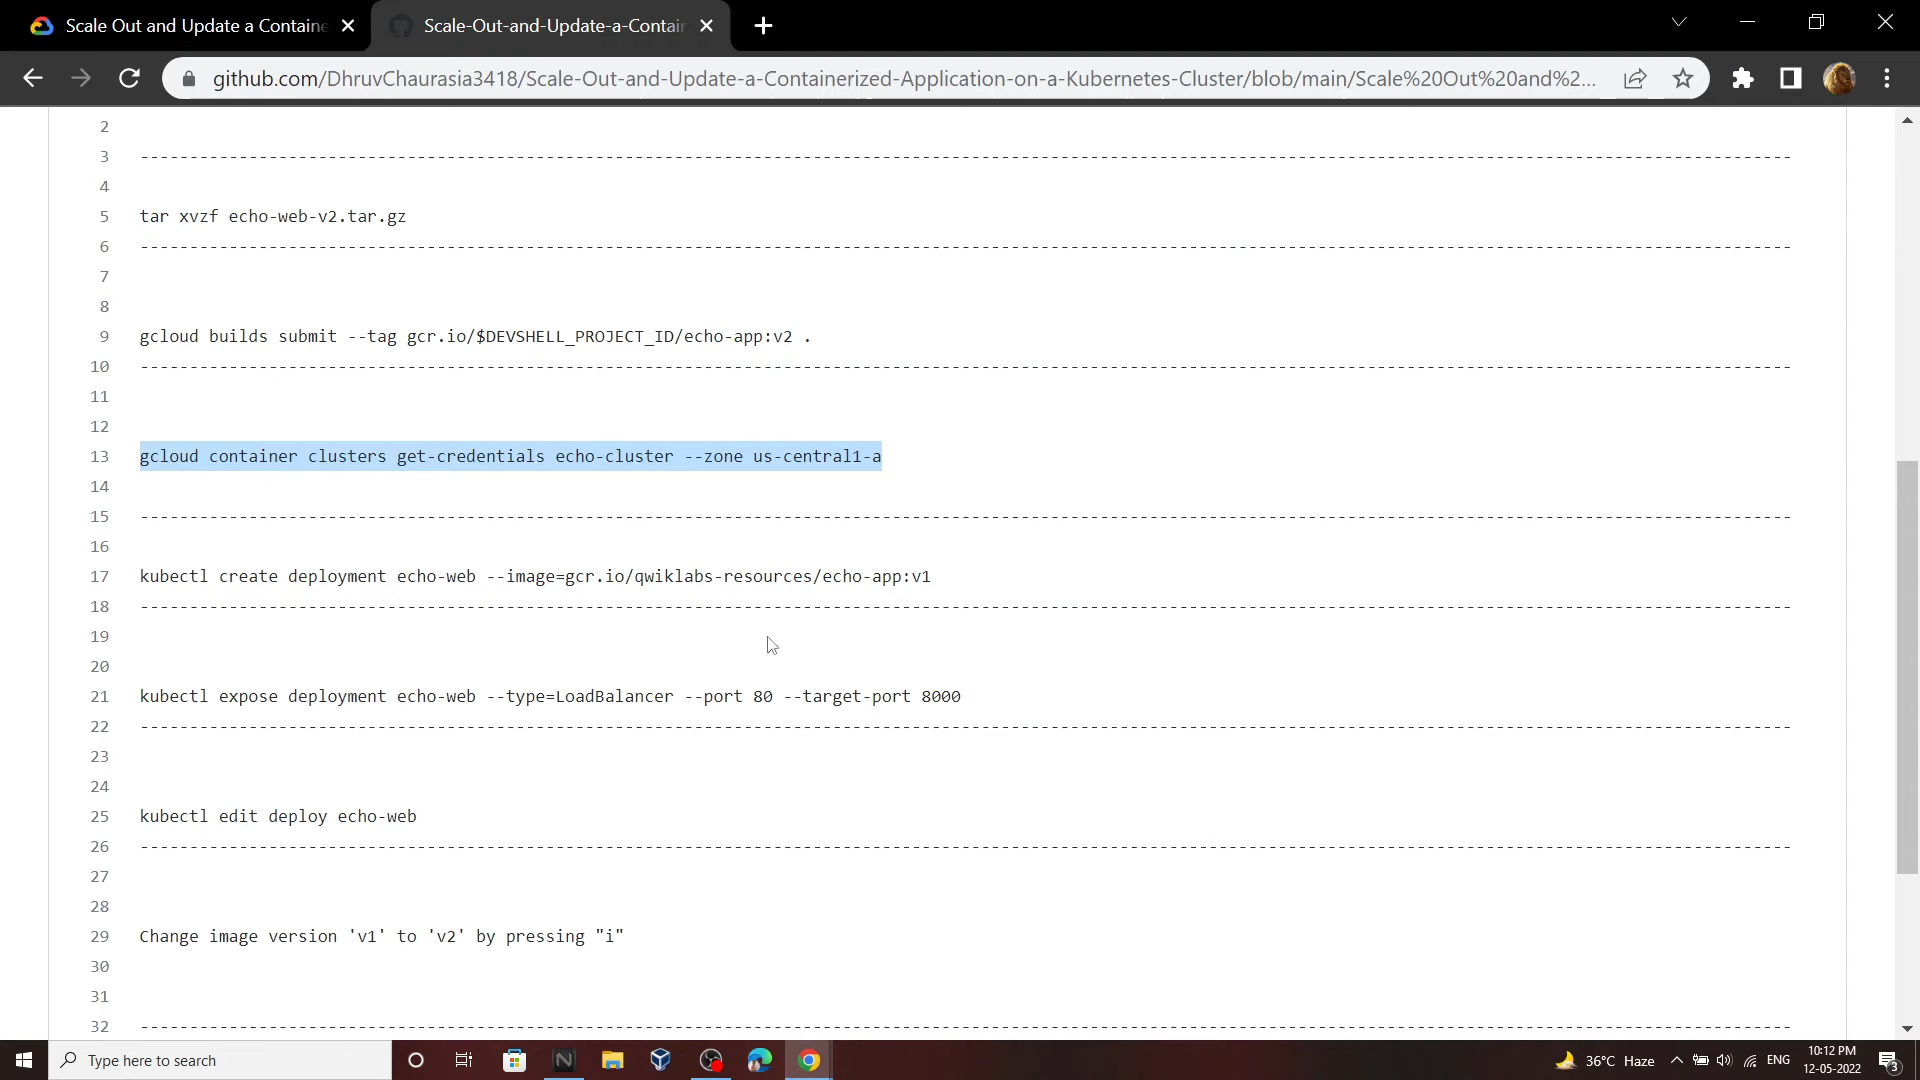 Scale Out and Update a Containe
Scale-Out-and-Update-a-Contain
github.com/DhruvChaurasia3418/Scale-Out-and-Update-a-Containerized-Application-on-a-Kubernetes-Cluster/blob/main/Scale%20Out%20and%2...
2
3 ------------------------------------------------------------------------------------------------------------------------------------------------------------------------
4
5 tar xvzf echo-web-v2.tar.gz
6 ------------------------------------------------------------------------------------------------------------------------------------------------------------------------
7
8
9 gcloud builds submit --tag gcr.io/$DEVSHELL_PROJECT_ID/echo-app:v2 .
10 ------------------------------------------------------------------------------------------------------------------------------------------------------------------------
11
12
13 gcloud container clusters get-credentials echo-cluster --zone us-central1-a
14
15 ------------------------------------------------------------------------------------------------------------------------------------------------------------------------
16
17 kubectl create deployment echo-web --image=gcr.io/qwiklabs-resources/echo-app:v1
18 ------------------------------------------------------------------------------------------------------------------------------------------------------------------------
19
20
21 kubectl expose deployment echo-web --type=LoadBalancer --port 80 --target-port 8000
22 ------------------------------------------------------------------------------------------------------------------------------------------------------------------------
23
24
25 kubectl edit deploy echo-web
26 ------------------------------------------------------------------------------------------------------------------------------------------------------------------------
27
28
29 Change image version 'v1' to 'v2' by pressing "i"
30
31
32 ------------------------------------------------------------------------------------------------------------------------------------------------------------------------
Type here to search
36°C Haze
ENG
10:12 PM
12-05-2022
3